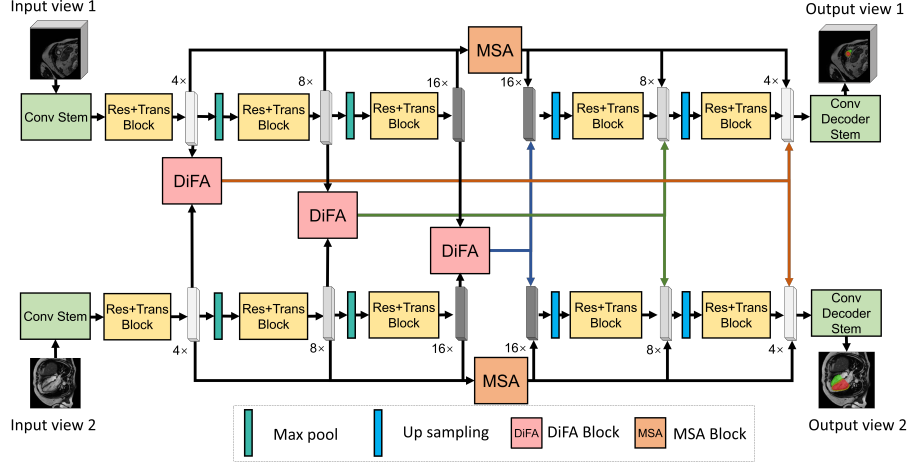 Input view 1
Output view 1
MSA
4×
8×
16×
16×
8×
4×
Conv Stem
Res+Trans
Block
Res+Trans
Block
Res+Trans
Block
Res+Trans
Block
Res+Trans
Block
Conv
Decoder
Stem
DiFA
DiFA
DiFA
Conv Stem
Res+Trans
Block
Res+Trans
Block
Res+Trans
Block
Res+Trans
Block
Res+Trans
Block
Conv
Decoder
Stem
4×
8×
16×
16×
8×
4×
MSA
Input view 2
Output view 2
Max pool
Up sampling
DiFA
DiFA Block
MSA
MSA Block